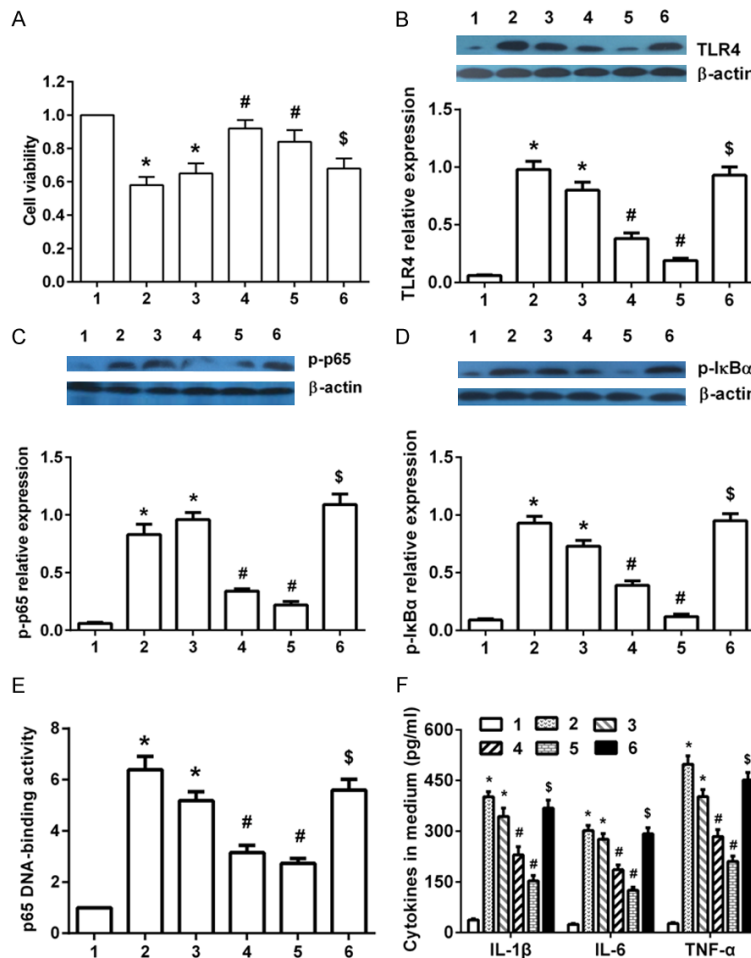 A
Cell viability
1.2
1.0
0.8
0.6
0.4
0.2
0.0
* * # # $
1 2 3 4 5 6
B
1 2 3 4 5 6
TLR4
β-actin
TLR4 relative expression
1.5
1.0
0.5
0.0
* * # # $
1 2 3 4 5 6
C
1 2 3 4 5 6
p-p65
β-actin
p-p65 relative expression
1.5
1.0
0.5
0.0
* * # # $
1 2 3 4 5 6
D
1 2 3 4 5 6
p-IκBα
β-actin
p-IκBα relative expression
1.5
1.0
0.5
0.0
* * # # $
1 2 3 4 5 6
E
p65 DNA-binding activity
8
6
4
2
0
* * # # $
1 2 3 4 5 6
F
Cytokines in medium (pg/ml)
600
450
300
150
0
1 2 3
4 5 6
* * # # $ * * # # $ * * # # $
IL-1β IL-6 TNF-α